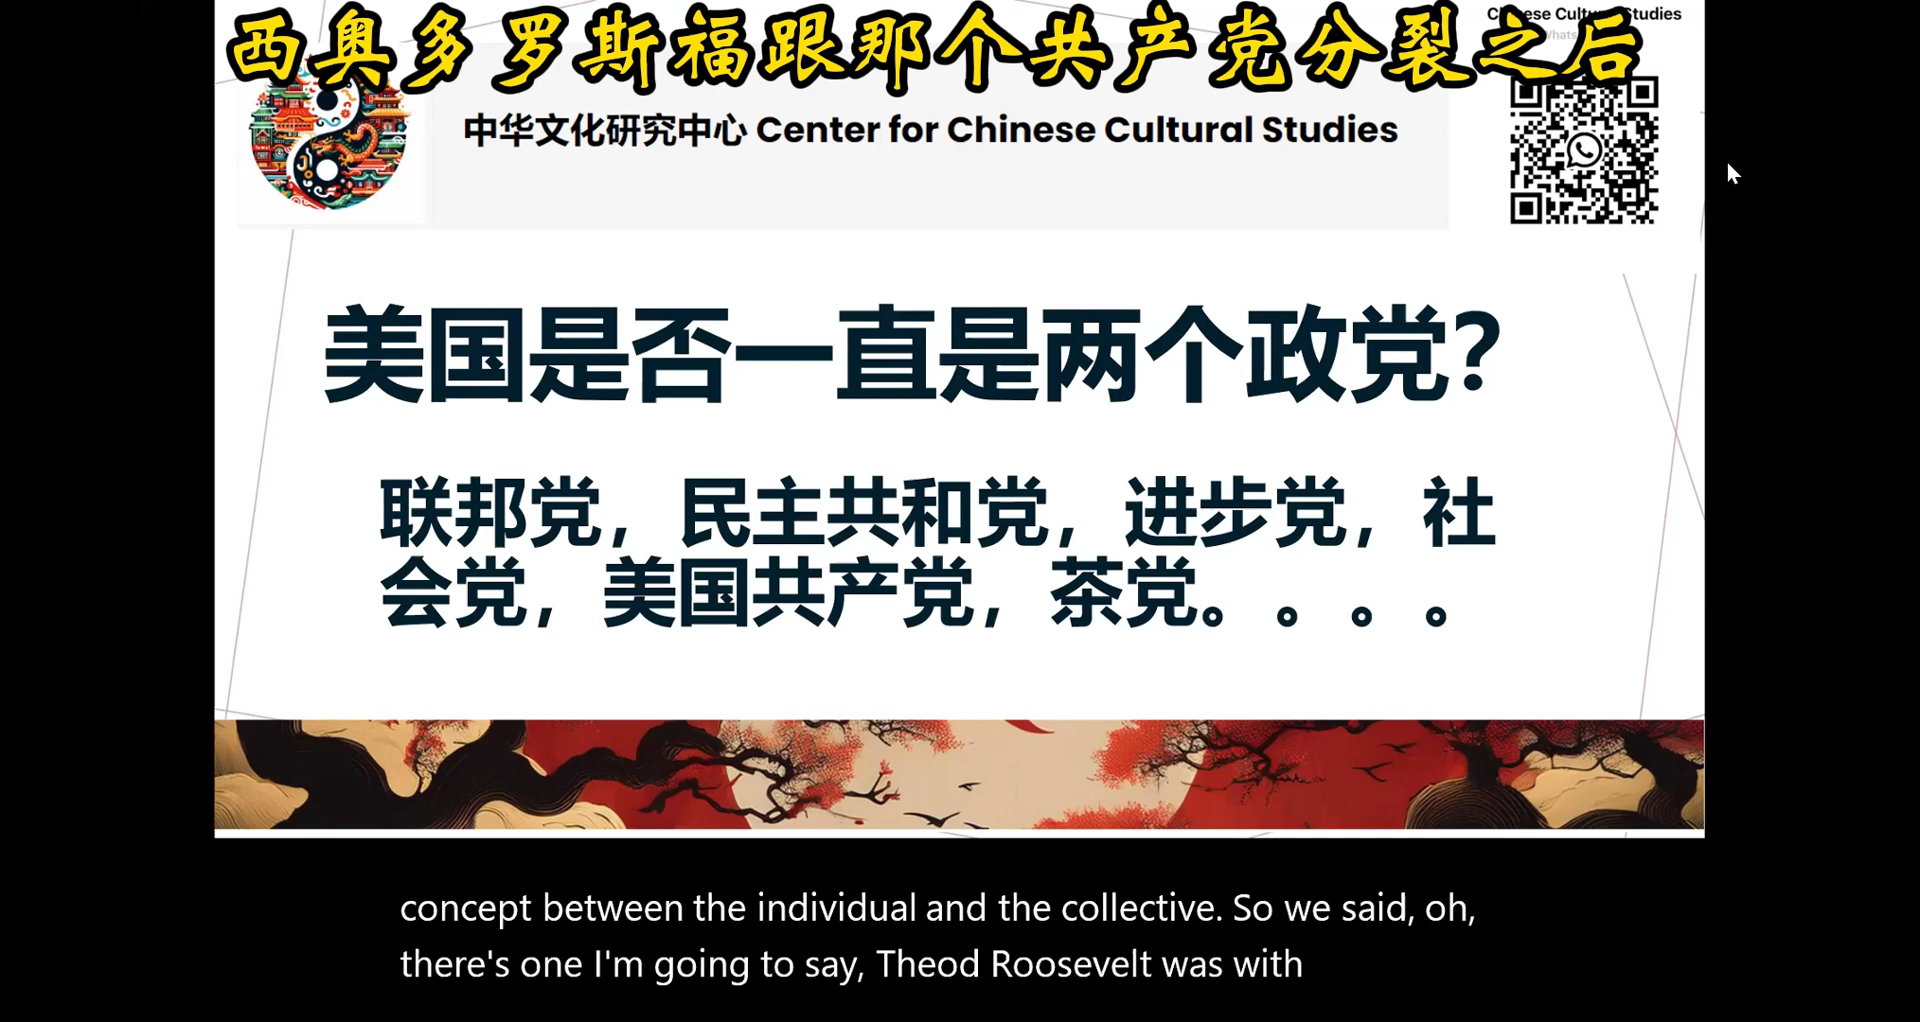 西奥多罗斯福跟那个共产党分裂之后
中华文化研究中心 Center for Chinese Cultural Studies
美国是否一直是两个政党?
联邦党，民主共和党，进步党，社
会党，美国共产党，茶党。。。。
concept between the individual and the collective. So we said, oh,
there's one I'm going to say, Theod Roosevelt was with